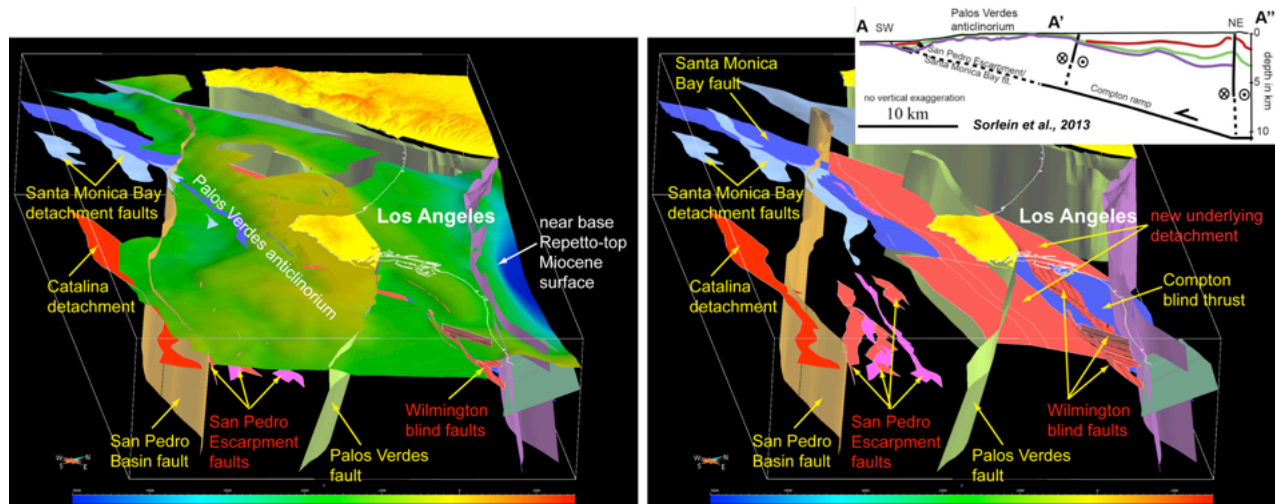 Santa Monica
Bay fault
Santa Monica Bay
detachment faults
Palos Verdes anticlinorium
Los Angeles
near base
Repetto-top
Miocene
surface
Catalina
detachment
San Pedro
Basin fault
San Pedro
Escarpment
faults
Palos Verdes
fault
Wilmington
blind faults
W N
S E
A SW
Palos Verdes
anticlinorium
A'
NE A"
San Pedro Escarpment/
Santa Monica Bay flt.
Compton ramp
no vertical exaggeration
10 km
Sorlein et al., 2013
0
5
10
depth in km
Santa Monica
Bay fault
Santa Monica Bay
detachment faults
Los Angeles
new underlying
detachment
Compton
blind thrust
Catalina
detachment
San Pedro
Basin fault
San Pedro
Escarpment
faults
Palos Verdes
fault
Wilmington
blind faults
W N
S E